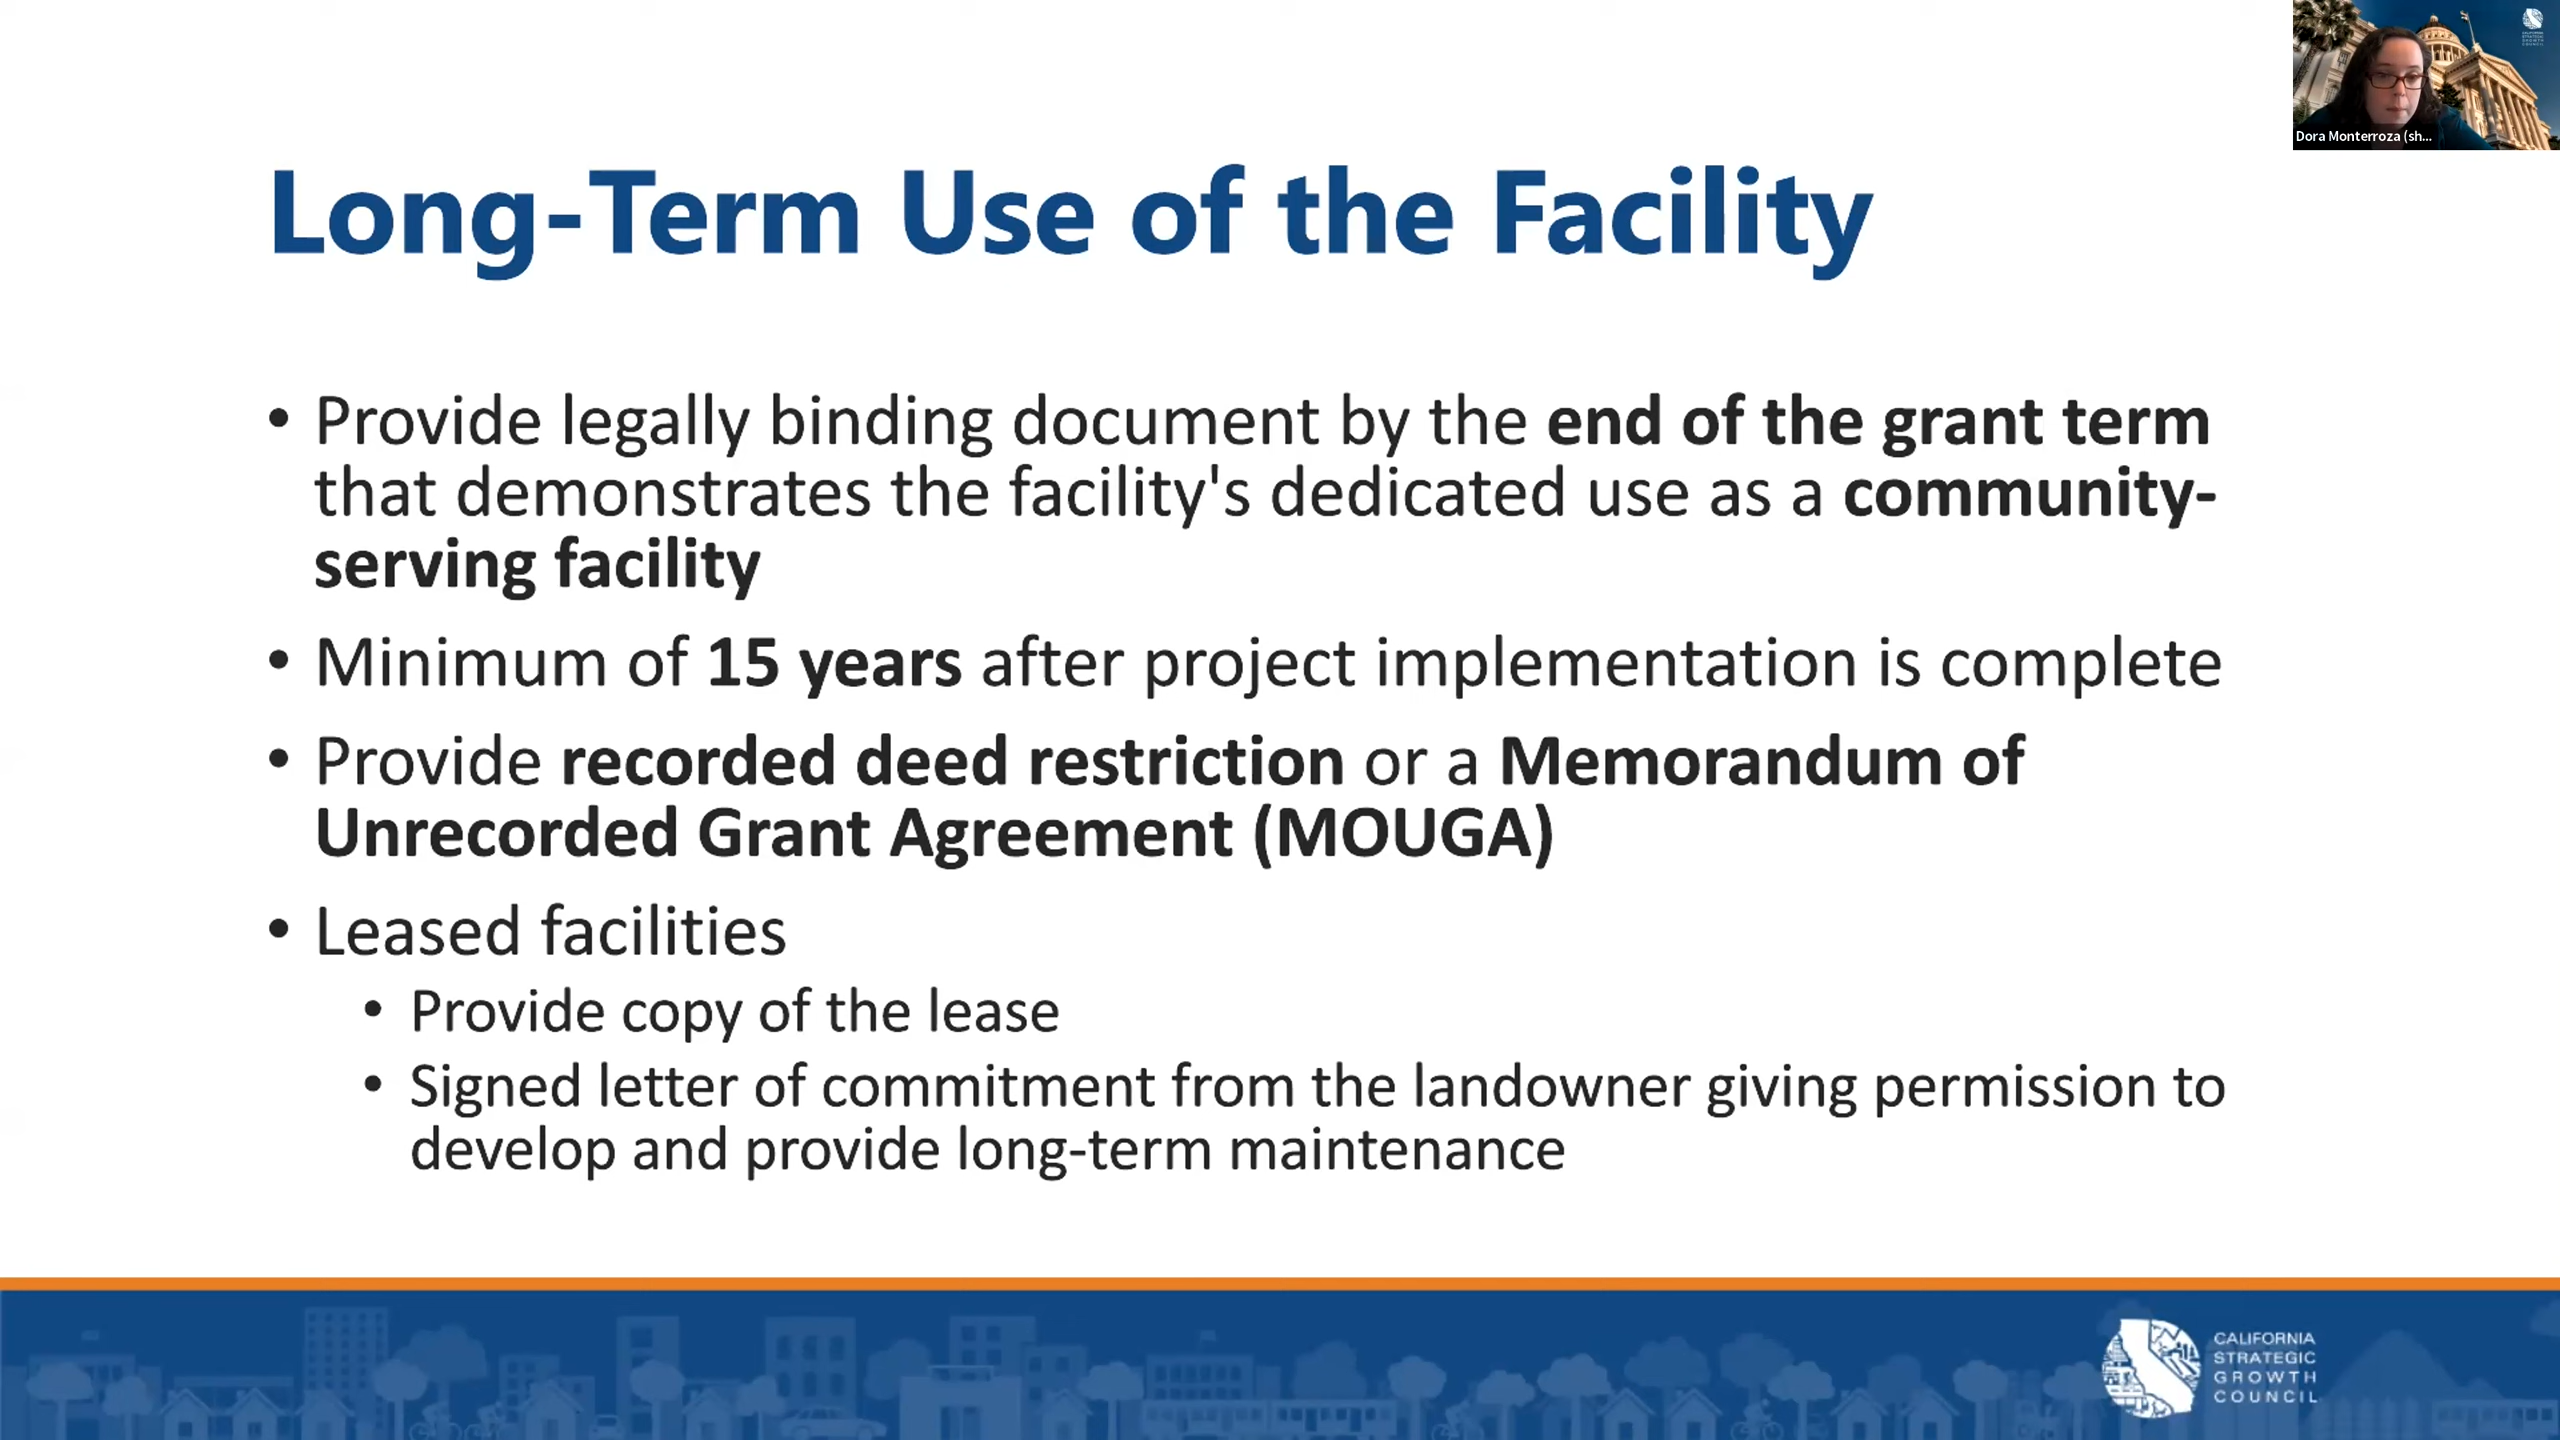 Dora Monterroza (sh...
Long-Term Use of the Facility
• Provide legally binding document by the end of the grant term
that demonstrates the facility's dedicated use as a community-
serving facility
• Minimum of 15 years after project implementation is complete
• Provide recorded deed restriction or a Memorandum of
Unrecorded Grant Agreement (MOUGA)
• Leased facilities
• Provide copy of the lease
• Signed letter of commitment from the landowner giving permission to
develop and provide long-term maintenance
CALIFORNIA
STRATEGIC
GROWTH
COUNCIL